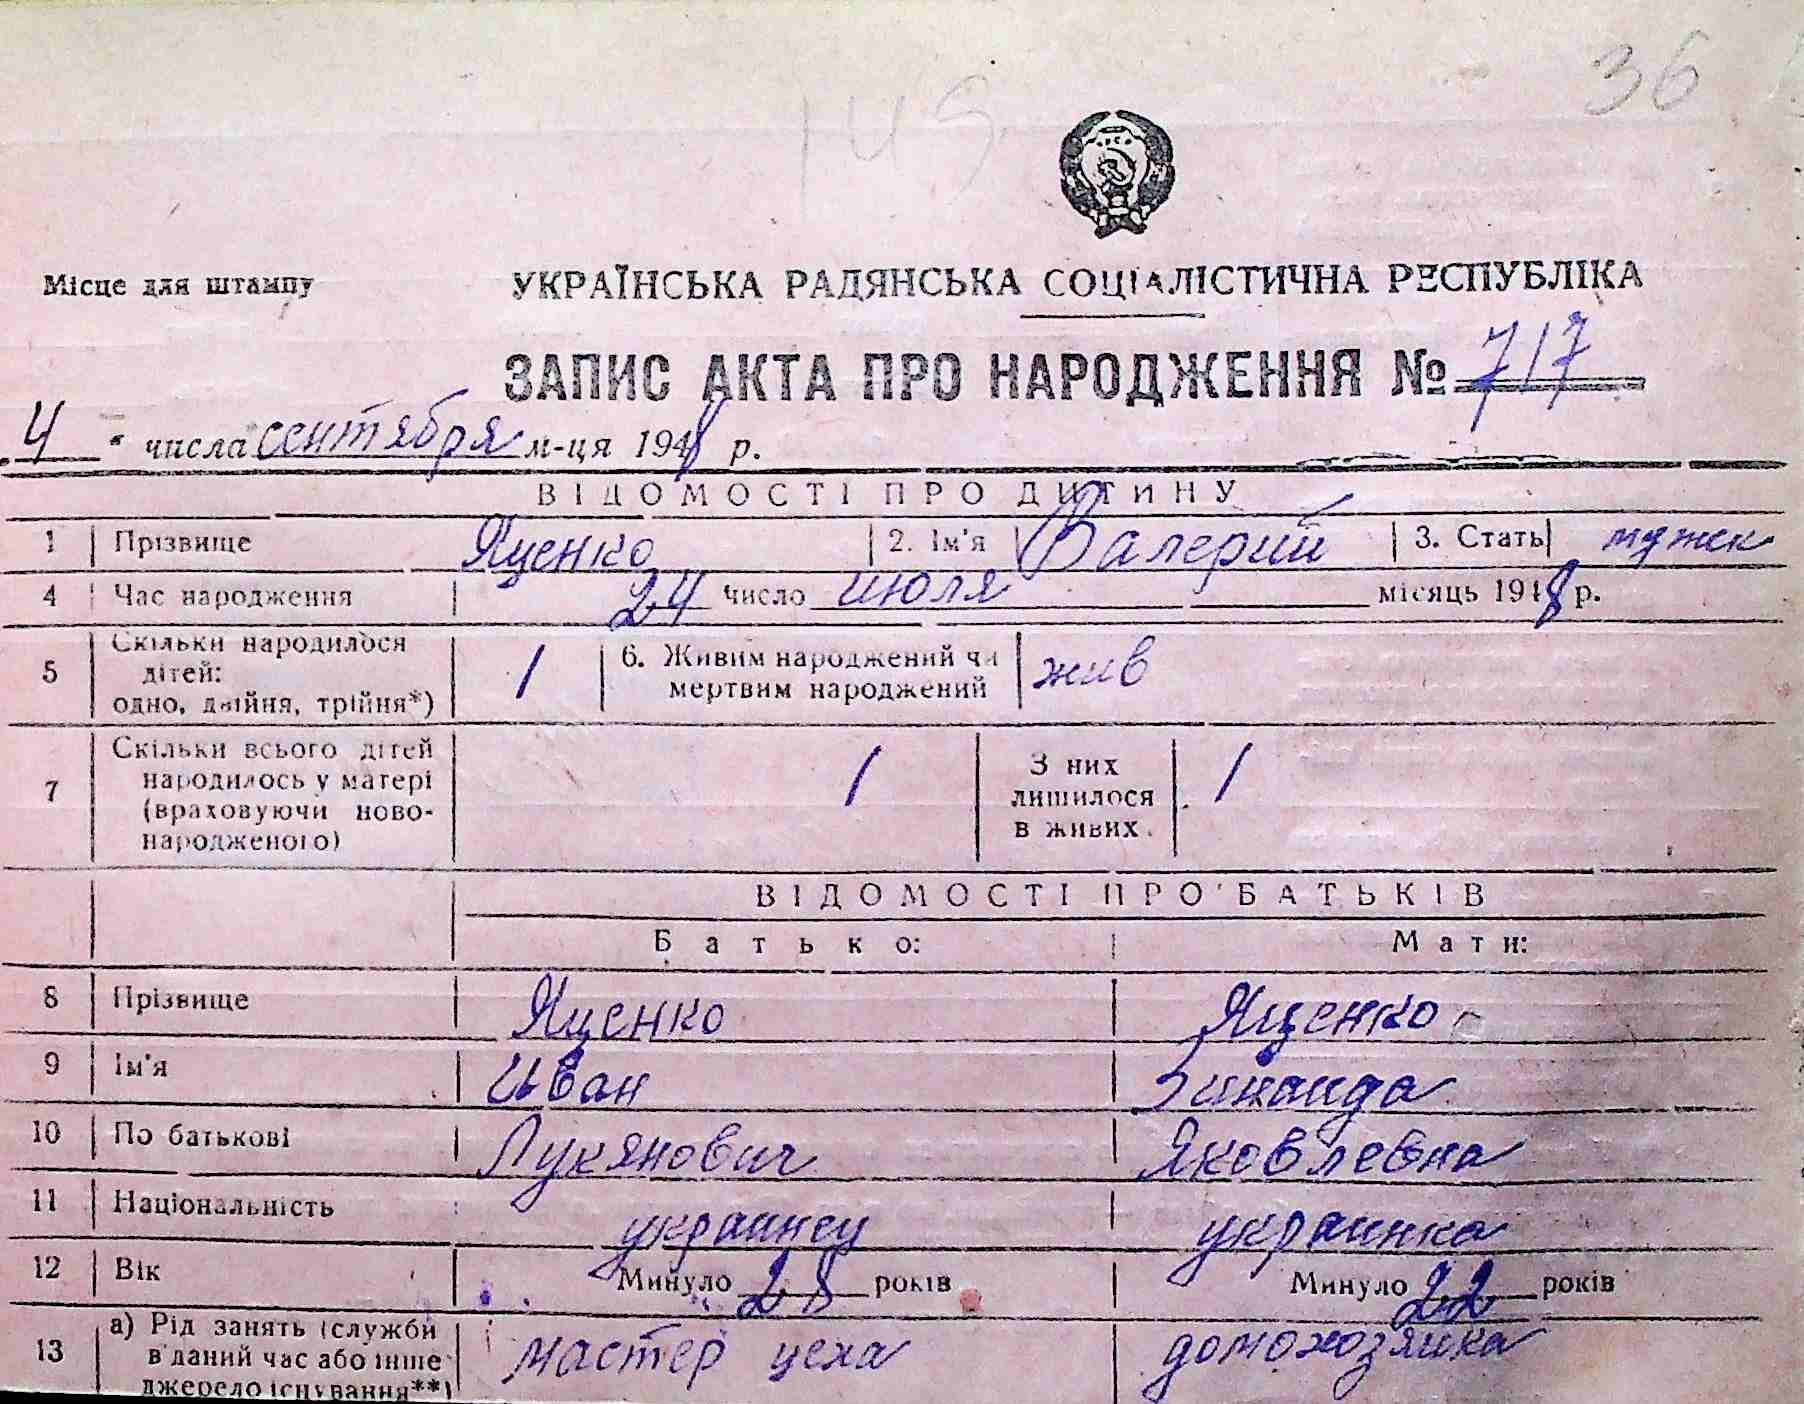 36
149
Місце для штампу
УКРАЇНСЬКА РАДЯНСЬКА СОЦІАЛІСТИЧНА РЕСПУБЛІКА
ЗАПИС АКТА ПРО НАРОДЖЕННЯ № 717
4 " числа сентября м-ця 1948 р.
ВІДОМОСТІ ПРО ДИТИНУ
1 Прізвище Яценко 2. Ім'я Валерий 3. Стать мужск
4 Час народження 24 число июля місяць 1948 р.
5 Скільки народилося дітей: одно, двійня, трійня*) 1 6. Живим народжений чи мертвим народжений жив
7 Скільки всього дітей народилось у матері (враховуючи новонародженого) 1 З них лишилося в живих. 1
ВІДОМОСТІ ПРО БАТЬКІВ
Батько: Мати:
8 Прізвище Яценко Яценко
9 Ім'я Иван Зинаида
10 По батькові Лукянович Яковлевна
11 Національність украинец украинка
12 Вік Минуло 28 років Минуло 22 років
13 а) Рід занять (служби в даний час або інше джерело існування**) мастер цеха домохозяика